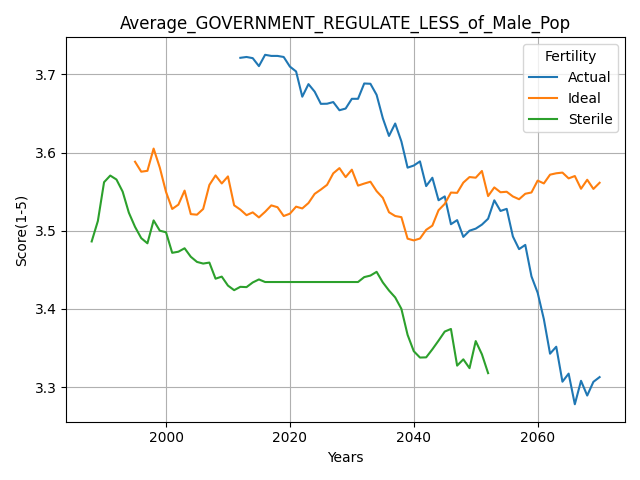 Average_GOVERNMENT_REGULATE_LESS_of_Male_Pop
Fertility
Actual
Ideal
Sterile
Score(1-5)
3.7
3.6
3.5
3.4
3.3
2000 2020 2040 2060
Years